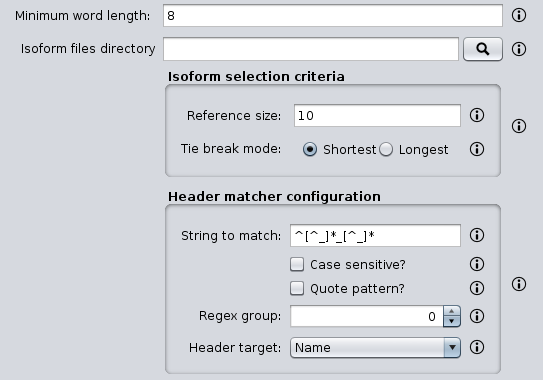 Minimum word length: 8
Isoform files directory
Isoform selection criteria
Reference size: 10
Tie break mode: Shortest Longest
Header matcher configuration
String to match: ^[^_]*_[^_]*
Case sensitive?
Quote pattern?
Regex group: 0
Header target: Name